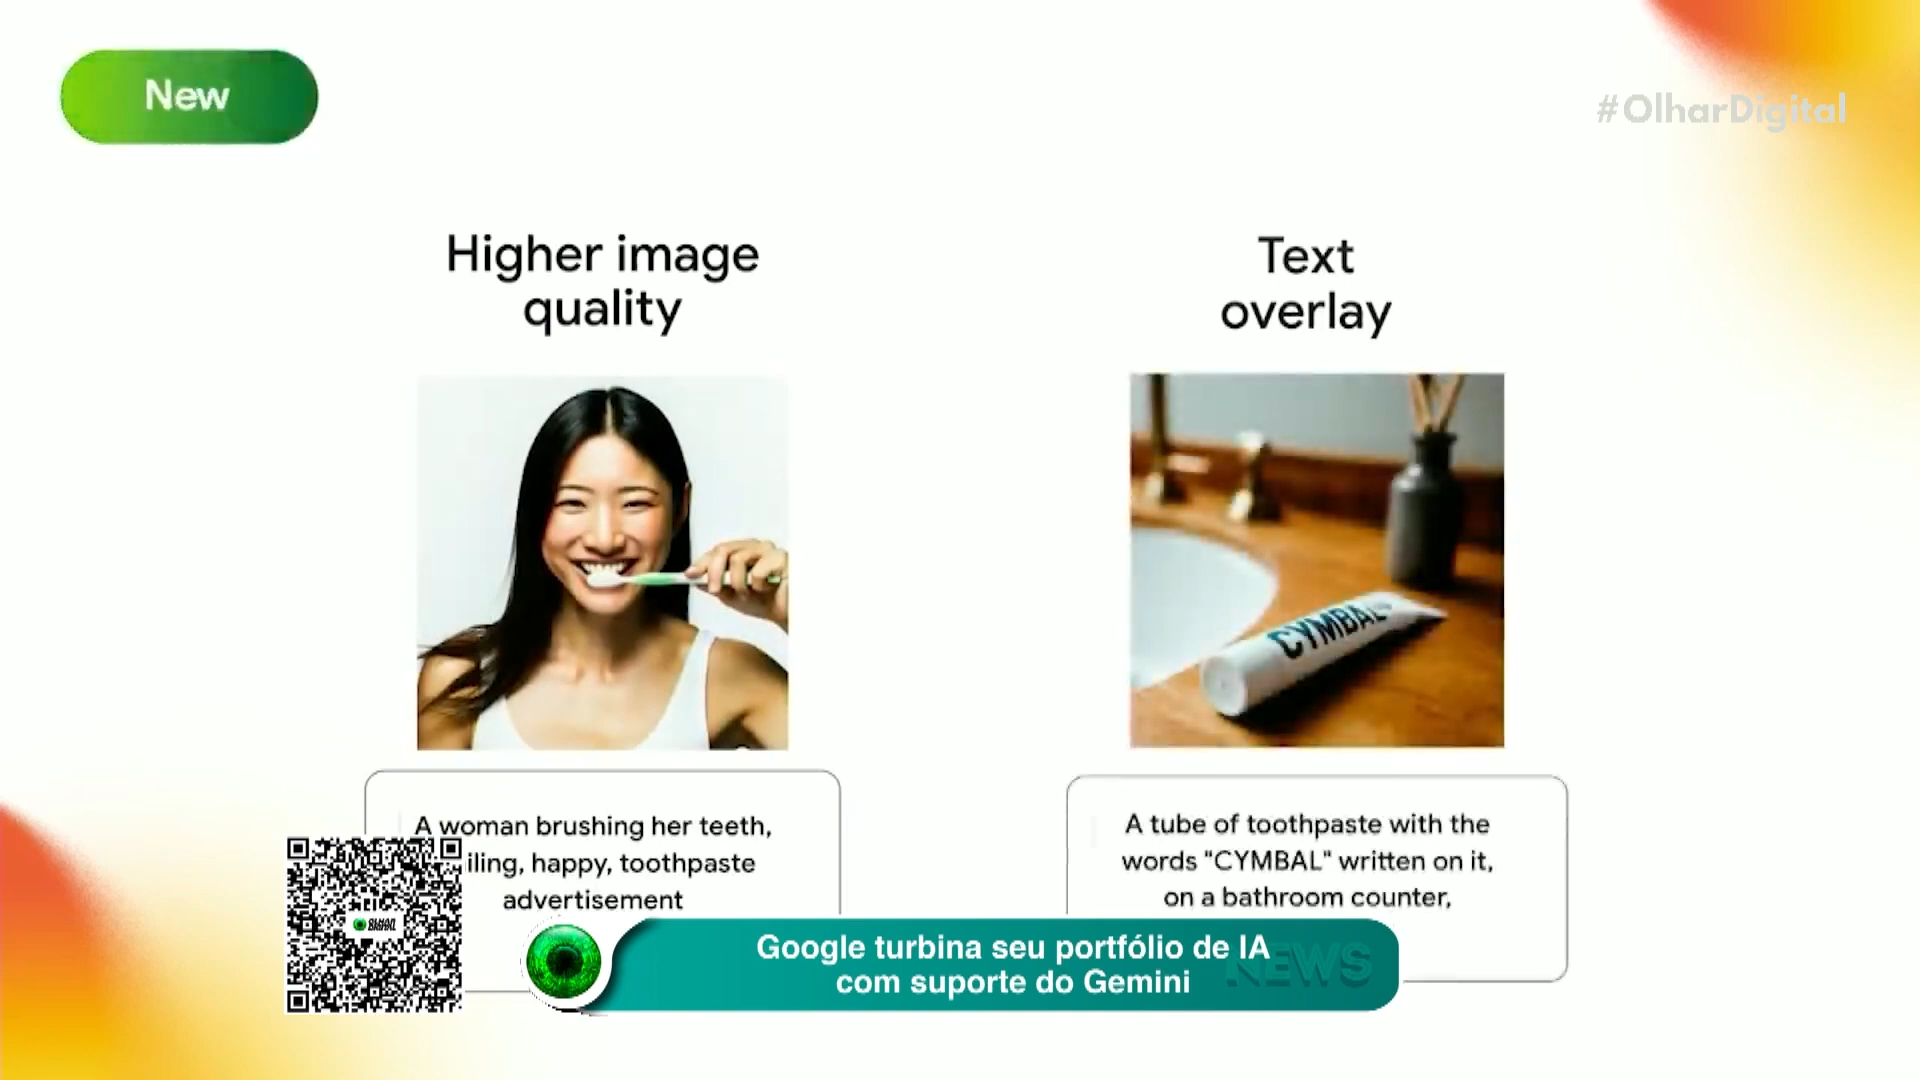 New
#OlharDigital
Higher image
quality
Text
overlay
CYMBAL
A woman brushing her teeth,
iling, happy, toothpaste
advertisement
A tube of toothpaste with the
words "CYMBAL" written on it,
on a bathroom counter,
Google turbina seu portfólio de IA
com suporte do Gemini
NEWS